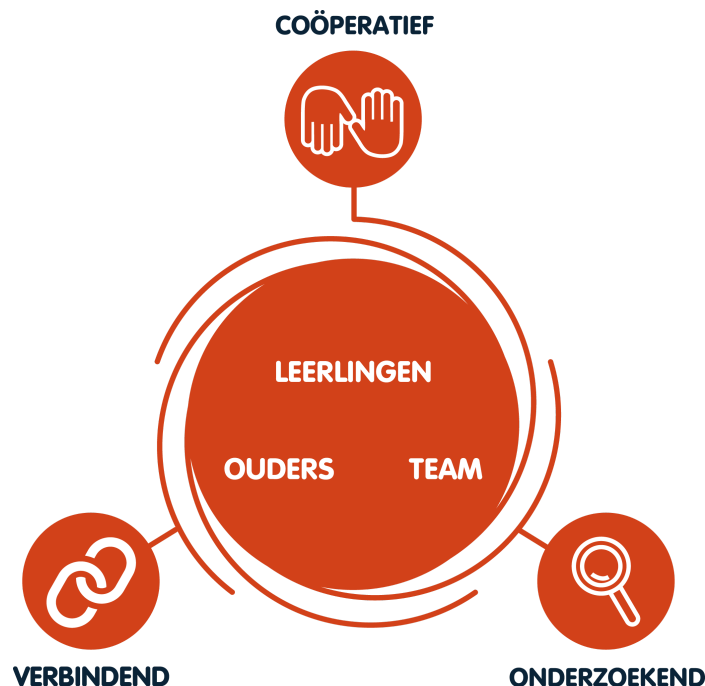 COÖPERATIEF
LEERLINGEN
OUDERS TEAM
VERBINDEND
ONDERZOEKEND